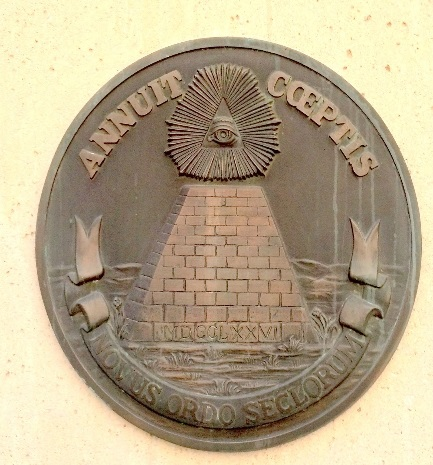 ANNUIT CŒPTIS
MDCCLXXVI
NOVUS ORDO SECLORUM